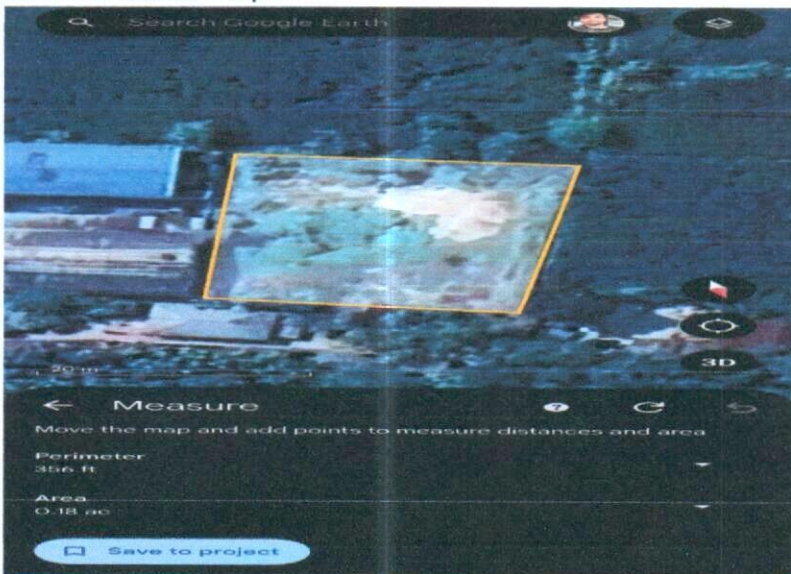 Search Google Earth
20 m
3D
Measure
Move the map and add points to measure distances and area
Perimeter
356 ft
Area
0.18 ac
Save to project